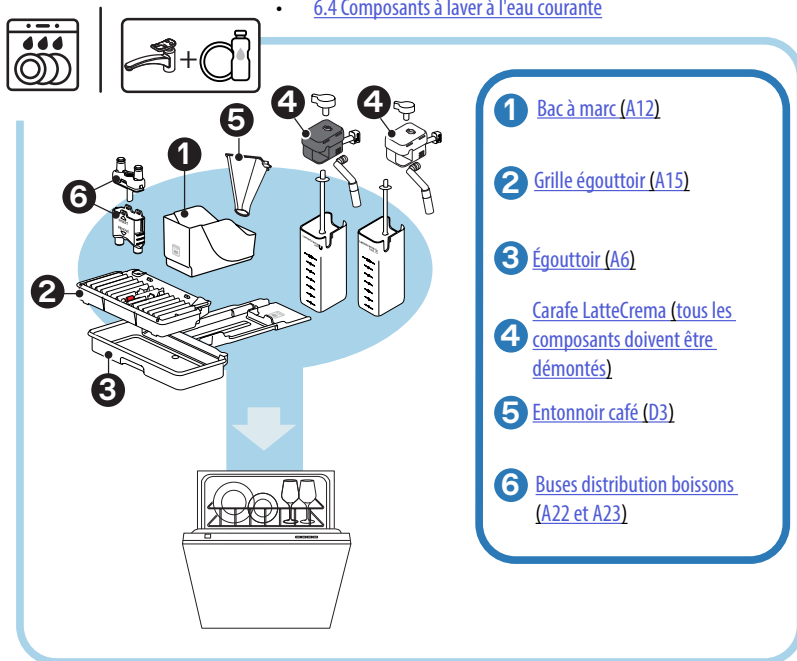 • 6.4 Composants à laver à l'eau courante
1 Bac à marc (A12)
2 Grille égouttoir (A15)
3 Égouttoir (A6)
4 Carafe LatteCrema (tous les
composants doivent être
démontés)
5 Entonnoir café (D3)
6 Buses distribution boissons
(A22 et A23)
4
4
5
1
6
2
3